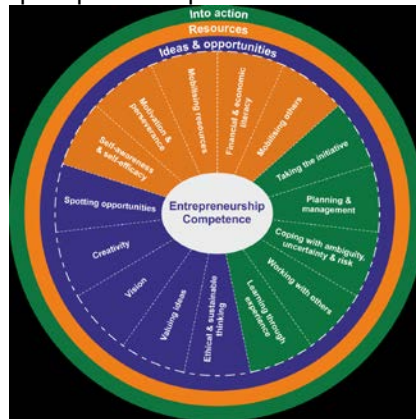 Into action
Resources
Ideas & opportunities
Self-awareness
& self-efficacy
Motivation &
perseverance
Mobilising resources
Financial & economic
literacy
Mobilising others
Taking the initiative
Planning &
management
Coping with ambiguity,
uncertainty & risk
Working with others
Learning through
experience
Ethical & sustainable
thinking
Valuing ideas
Vision
Creativity
Spotting opportunities
Entrepreneurship
Competence